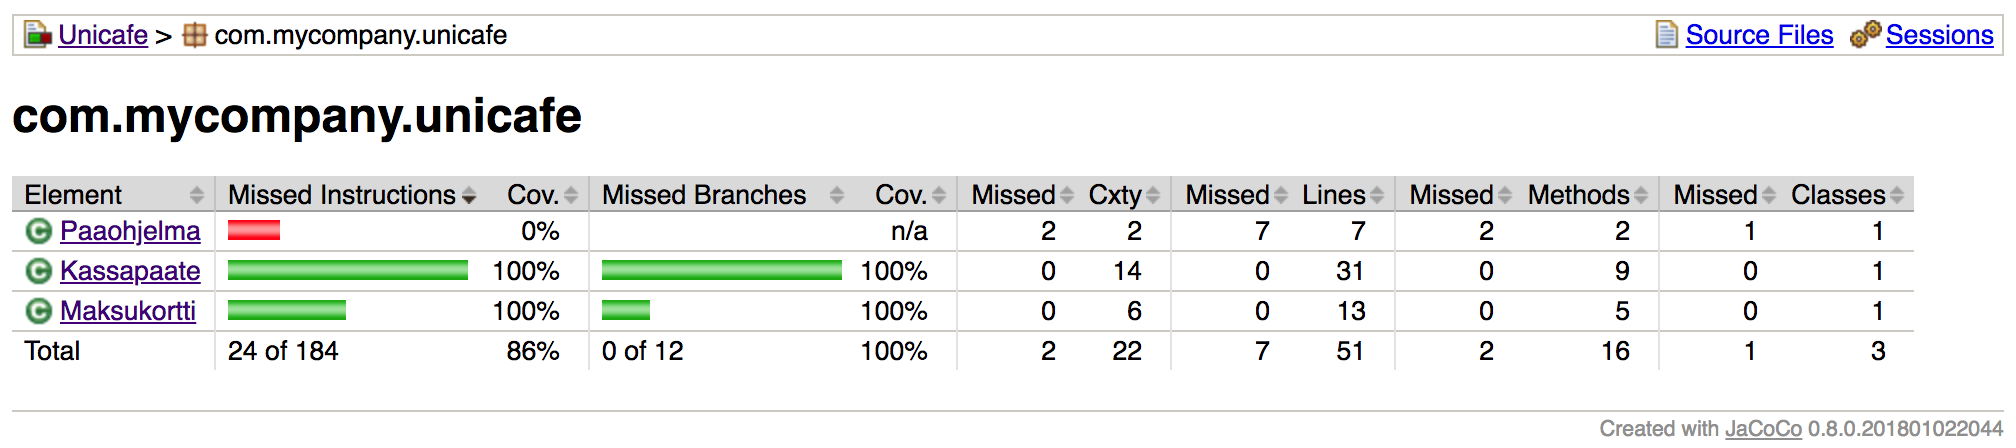 Unicafe > com.mycompany.unicafe Source Files Sessions
com.mycompany.unicafe
Element Missed Instructions Cov. Missed Branches Cov. Missed Cxty Missed Lines Missed Methods Missed Classes
C Paaohjelma 0% n/a 2 2 7 7 2 2 1 1
C Kassapaate 100% 100% 0 14 0 31 0 9 0 1
C Maksukortti 100% 100% 0 6 0 13 0 5 0 1
Total 24 of 184 86% 0 of 12 100% 2 22 7 51 2 16 1 3
Created with JaCoCo 0.8.0.201801022044